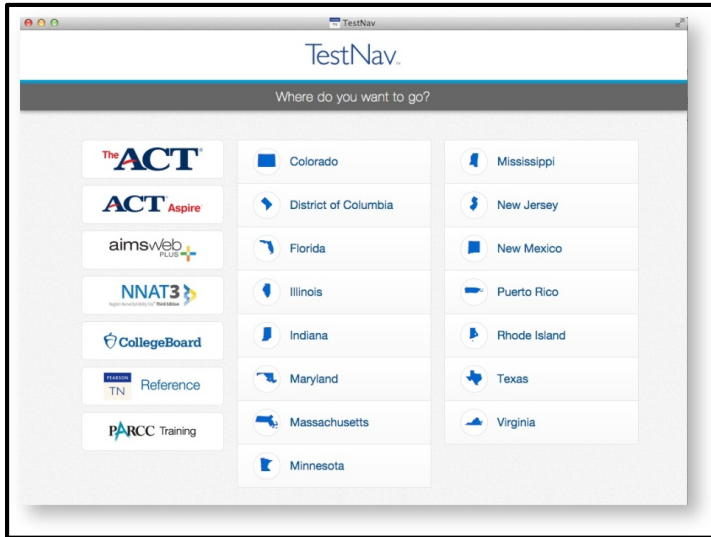 TestNav
TestNav
Where do you want to go?
The ACT®
ACT Aspire
aimsweb
PLUS
NNAT3
CollegeBoard
PEARSON
TN
Reference
PARCC Training
Colorado
District of Columbia
Florida
Illinois
Indiana
Maryland
Massachusetts
Minnesota
Mississippi
New Jersey
New Mexico
Puerto Rico
Rhode Island
Texas
Virginia